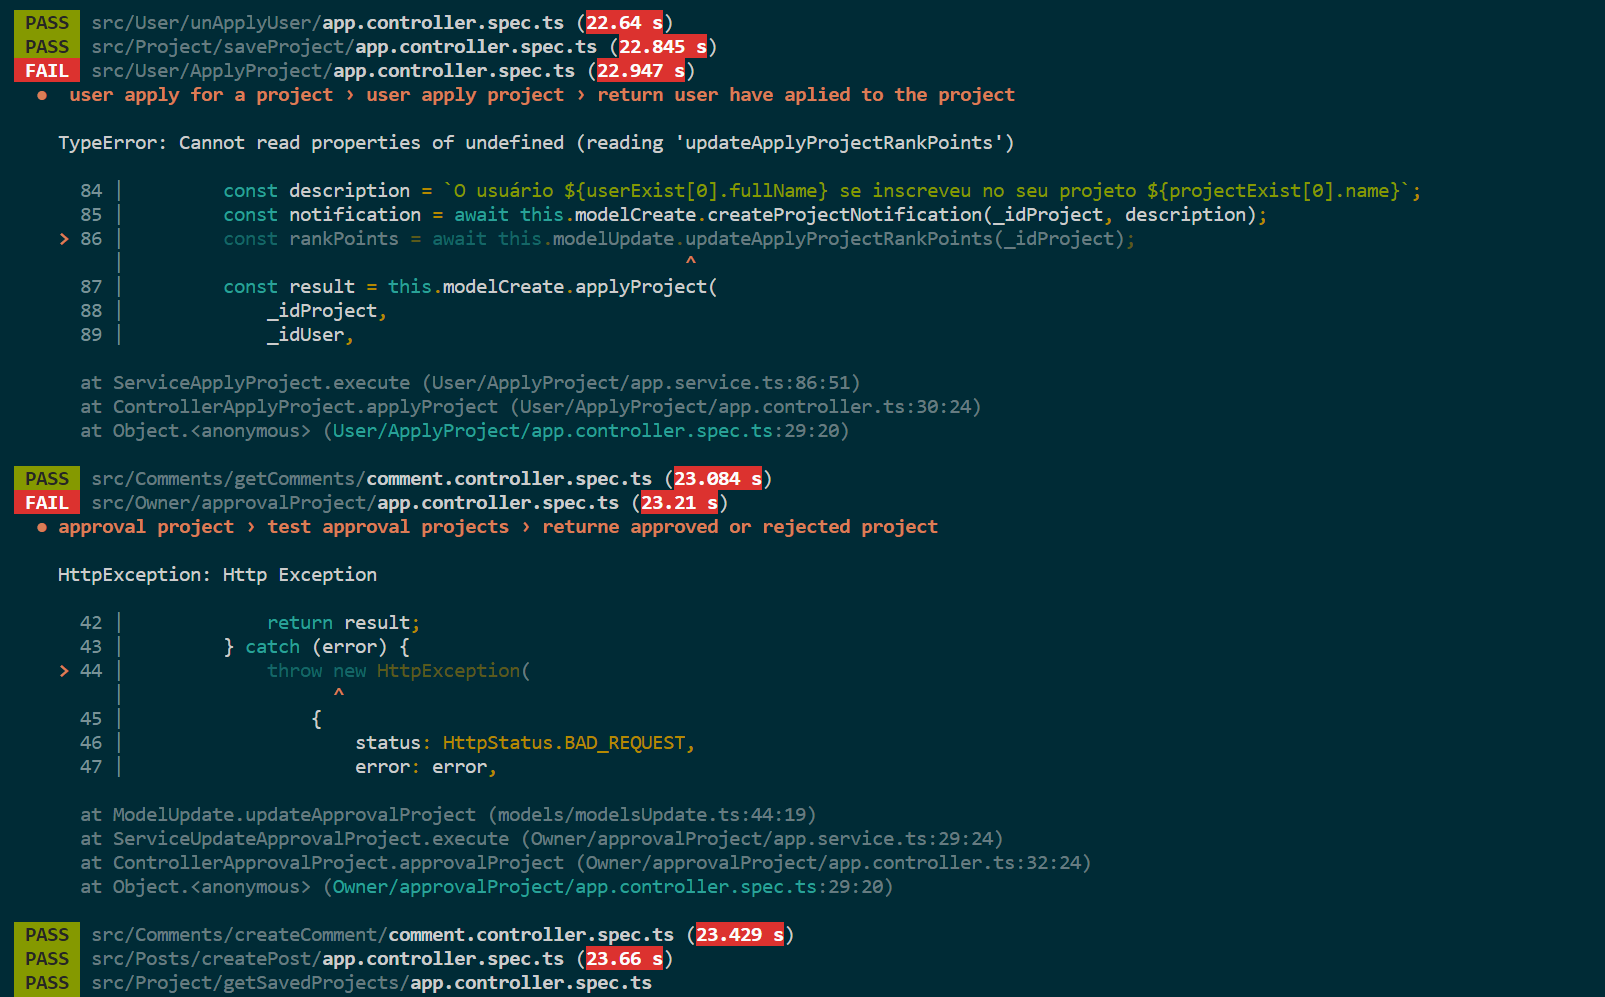 PASS src/User/unApplyUser/app.controller.spec.ts (22.64 s)
PASS src/Project/saveProject/app.controller.spec.ts (22.845 s)
FAIL src/User/ApplyProject/app.controller.spec.ts (22.947 s)
● user apply for a project › user apply project › return user have aplied to the project
TypeError: Cannot read properties of undefined (reading 'updateApplyProjectRankPoints')
84 | const description = `O usuário ${userExist[0].fullName} se inscreveu no seu projeto ${projectExist[0].name}`;
85 | const notification = await this.modelCreate.createProjectNotification(_idProject, description);
> 86 | const rankPoints = await this.modelUpdate.updateApplyProjectRankPoints(_idProject);
| ^
87 | const result = this.modelCreate.applyProject(
88 | _idProject,
89 | _idUser,
at ServiceApplyProject.execute (User/ApplyProject/app.service.ts:86:51)
at ControllerApplyProject.applyProject (User/ApplyProject/app.controller.ts:30:24)
at Object.<anonymous> (User/ApplyProject/app.controller.spec.ts:29:20)
PASS src/Comments/getComments/comment.controller.spec.ts (23.084 s)
FAIL src/Owner/approvalProject/app.controller.spec.ts (23.21 s)
● approval project › test approval projects › returne approved or rejected project
HttpException: Http Exception
42 | return result;
43 | } catch (error) {
> 44 | throw new HttpException(
| ^
45 | {
46 | status: HttpStatus.BAD_REQUEST,
47 | error: error,
at ModelUpdate.updateApprovalProject (models/modelsUpdate.ts:44:19)
at ServiceUpdateApprovalProject.execute (Owner/approvalProject/app.service.ts:29:24)
at ControllerApprovalProject.approvalProject (Owner/approvalProject/app.controller.ts:32:24)
at Object.<anonymous> (Owner/approvalProject/app.controller.spec.ts:29:20)
PASS src/Comments/createComment/comment.controller.spec.ts (23.429 s)
PASS src/Posts/createPost/app.controller.spec.ts (23.66 s)
PASS src/Project/getSavedProjects/app.controller.spec.ts